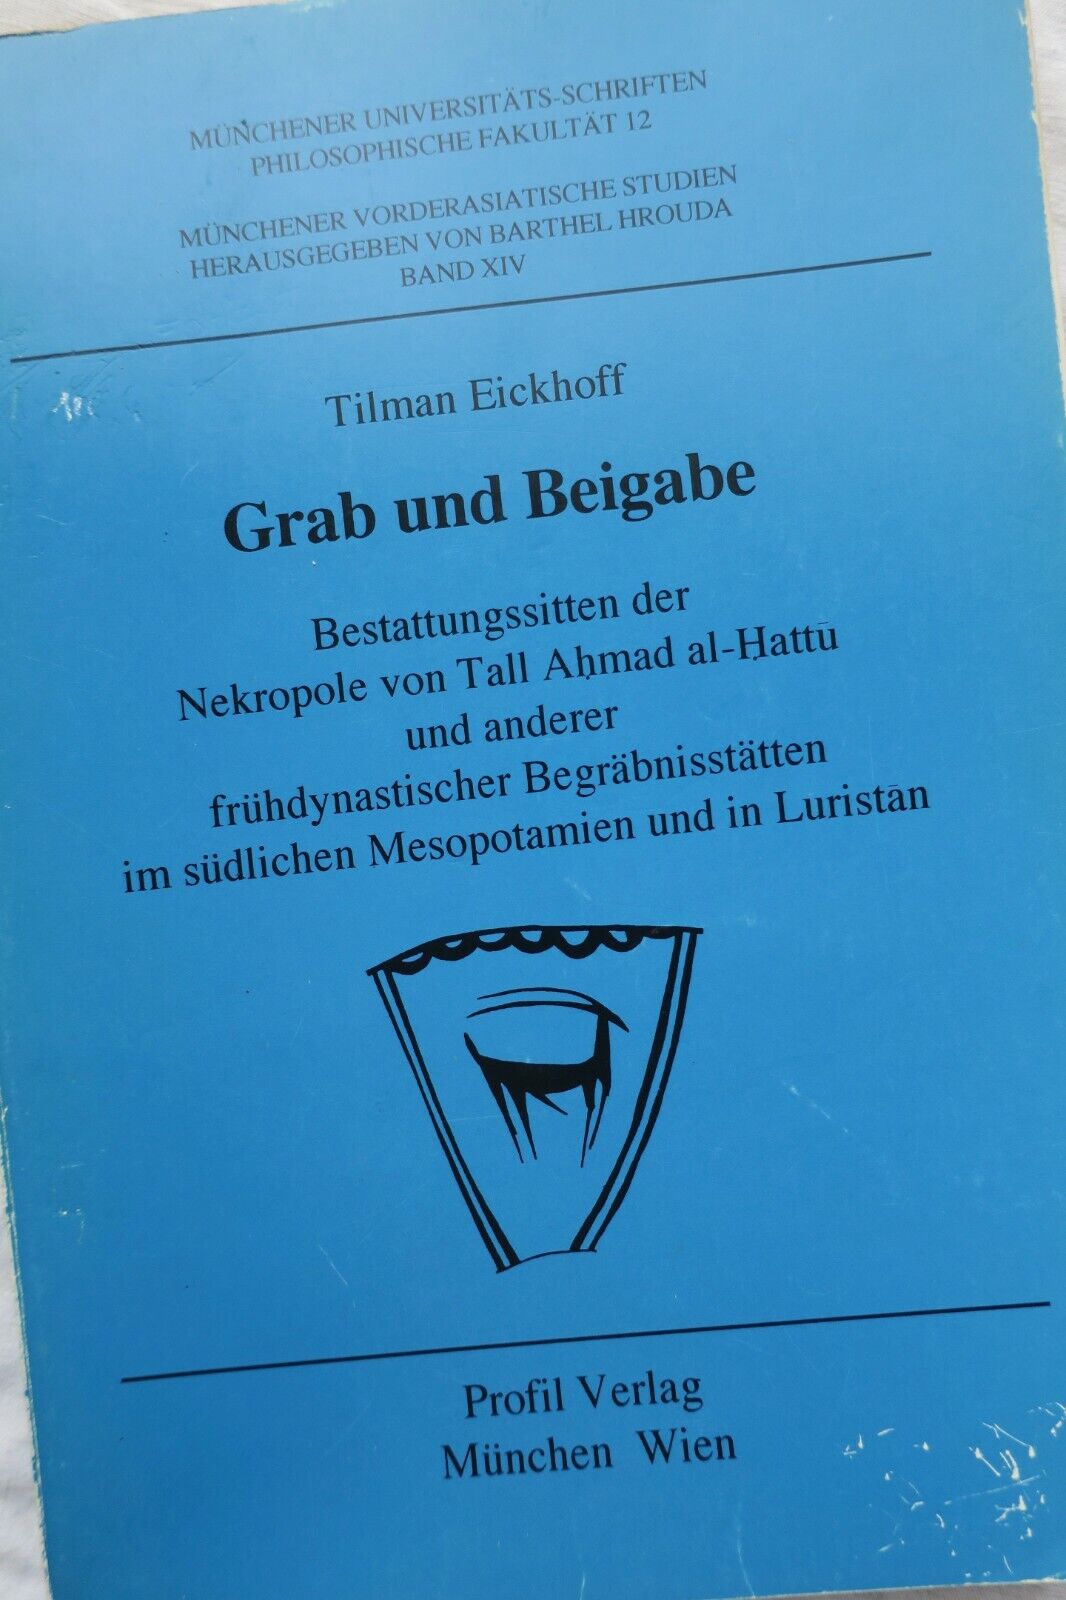 MÜNCHENER UNIVERSITÄTS-SCHRIFTEN
PHILOSOPHISCHE FAKULTÄT 12
MÜNCHENER VORDERASIATISCHE STUDIEN
HERAUSGEGEBEN VON BARTHEL HROUDA
BAND XIV
Tilman Eickhoff
Grab und Beigabe
Bestattungssitten der
Nekropole von Tall Aḥmad al-Ḥattū
und anderer
frühdynastischer Begräbnisstätten
im südlichen Mesopotamien und in Luristān
Profil Verlag
München Wien